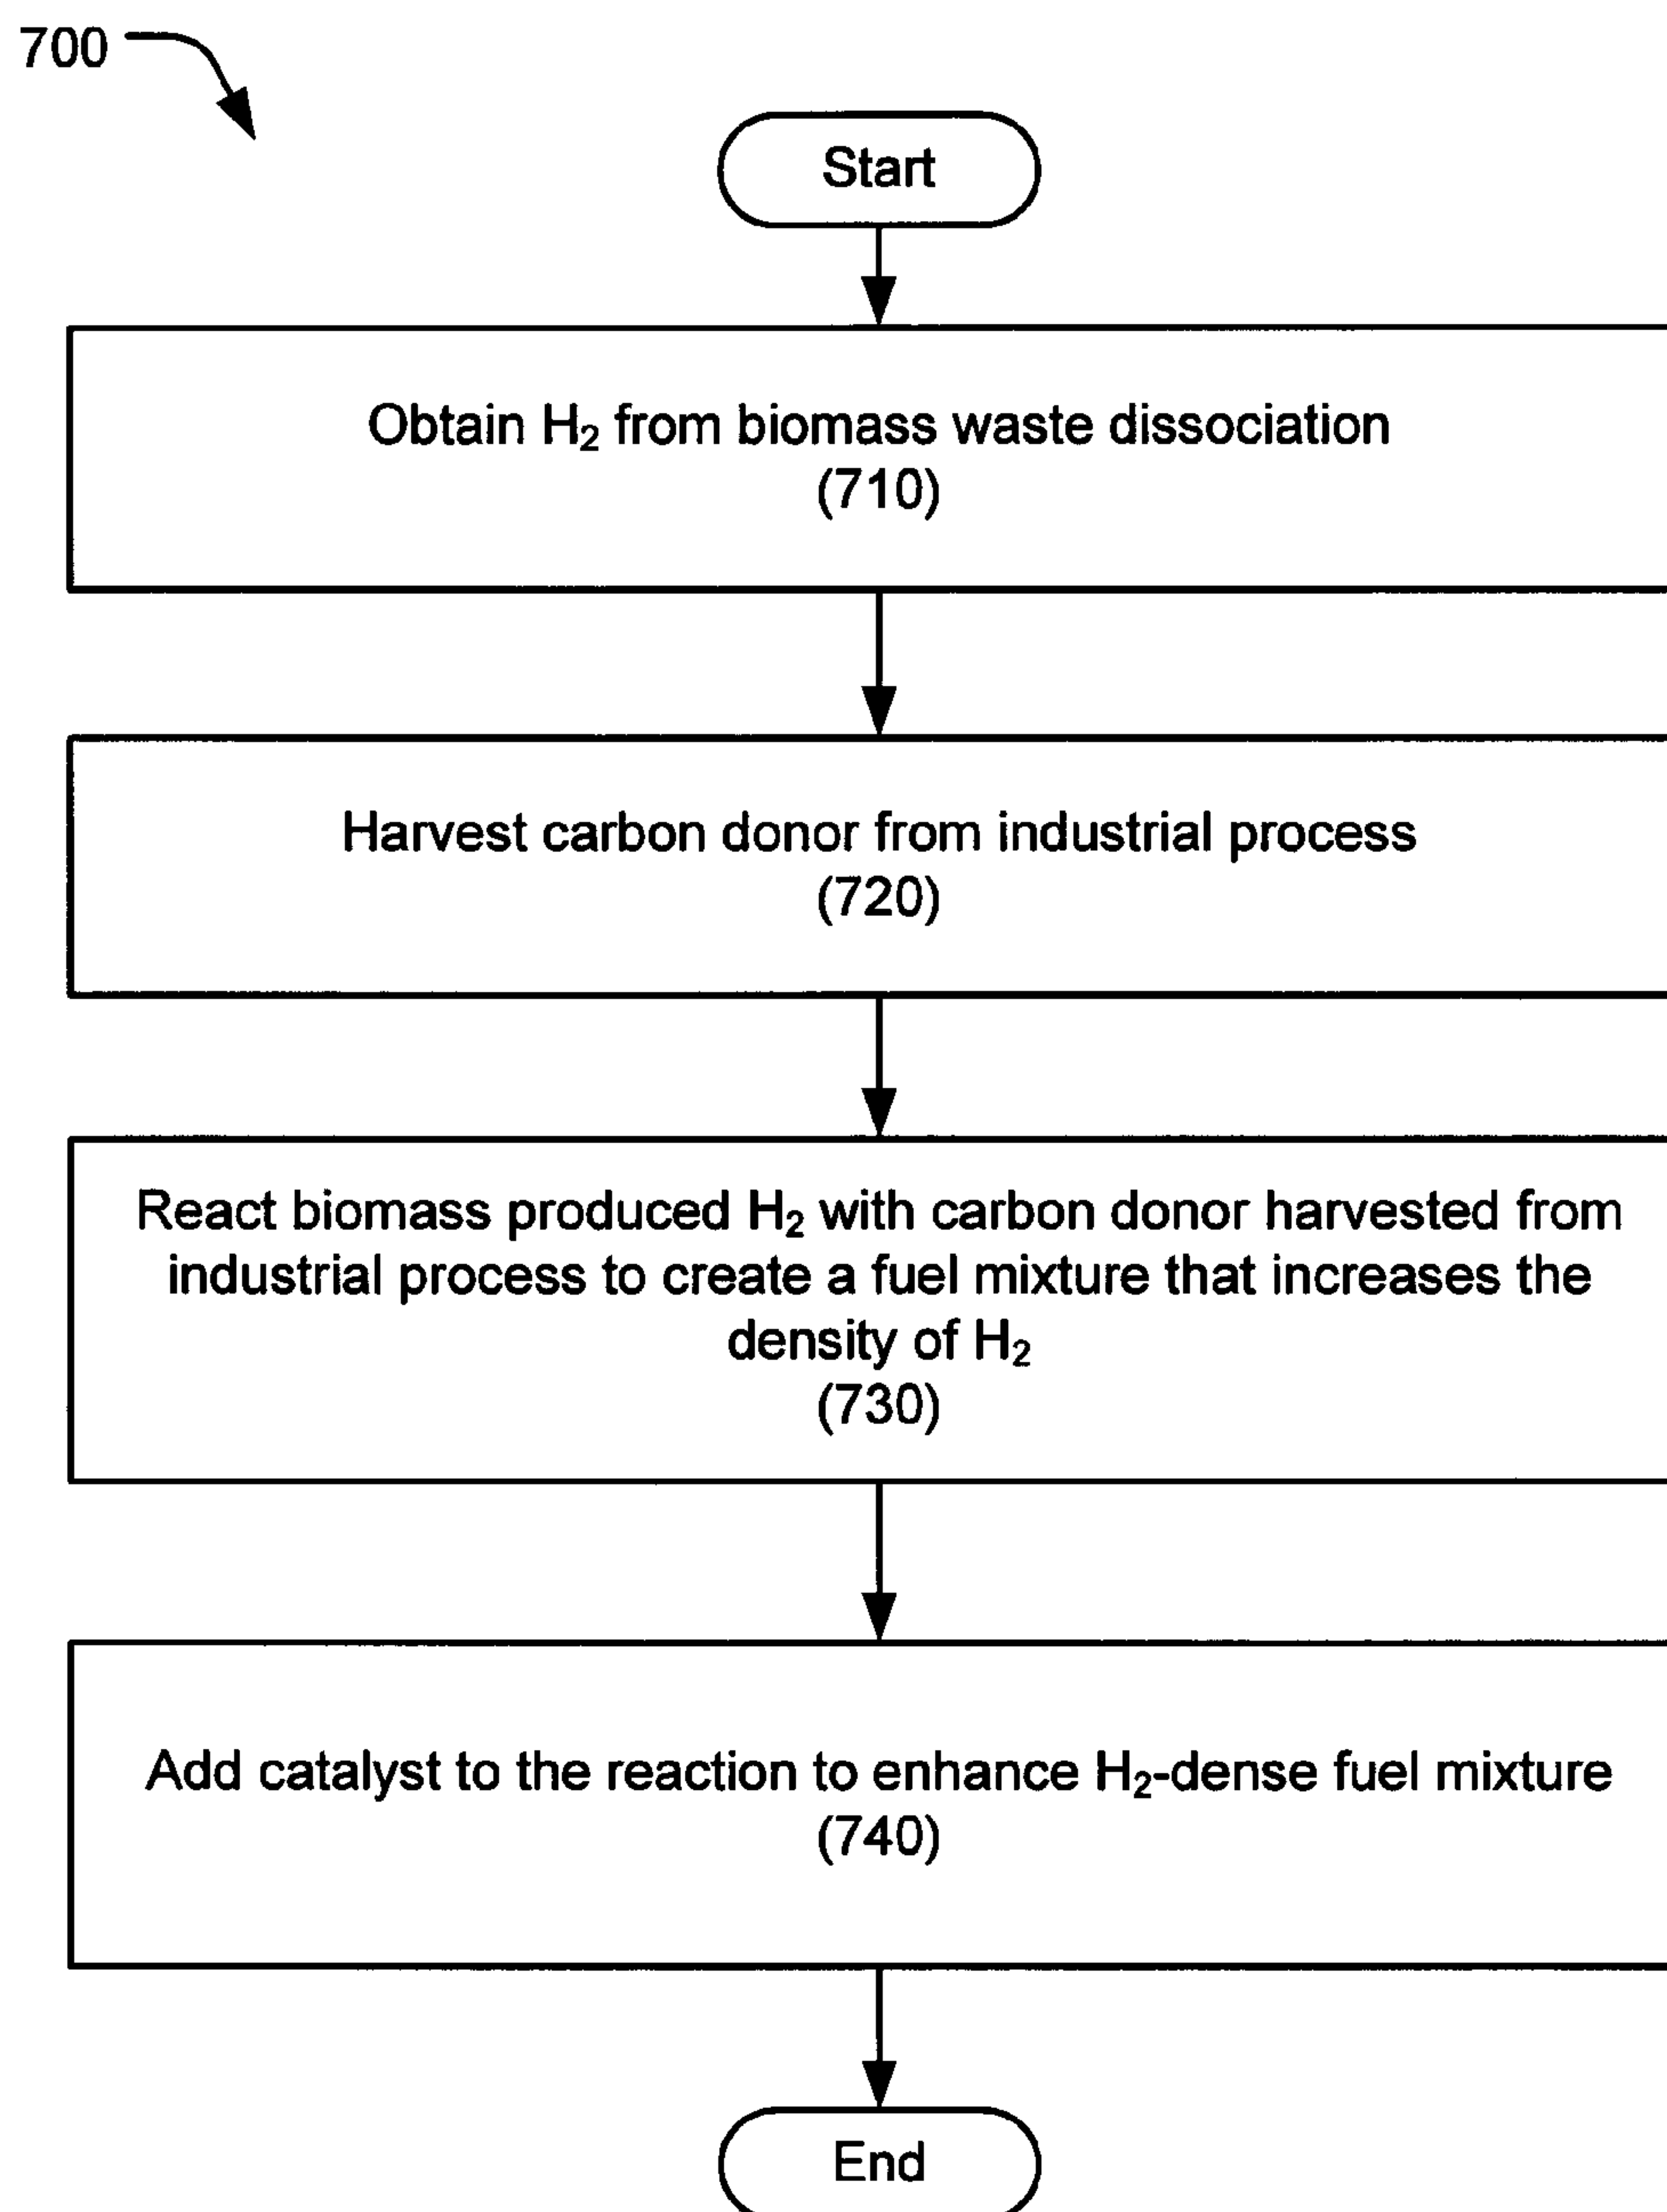 700
Start
Obtain H₂ from biomass waste dissociation
(710)
Harvest carbon donor from industrial process
(720)
React biomass produced H₂ with carbon donor harvested from
industrial process to create a fuel mixture that increases the
density of H₂
(730)
Add catalyst to the reaction to enhance H₂-dense fuel mixture
(740)
End